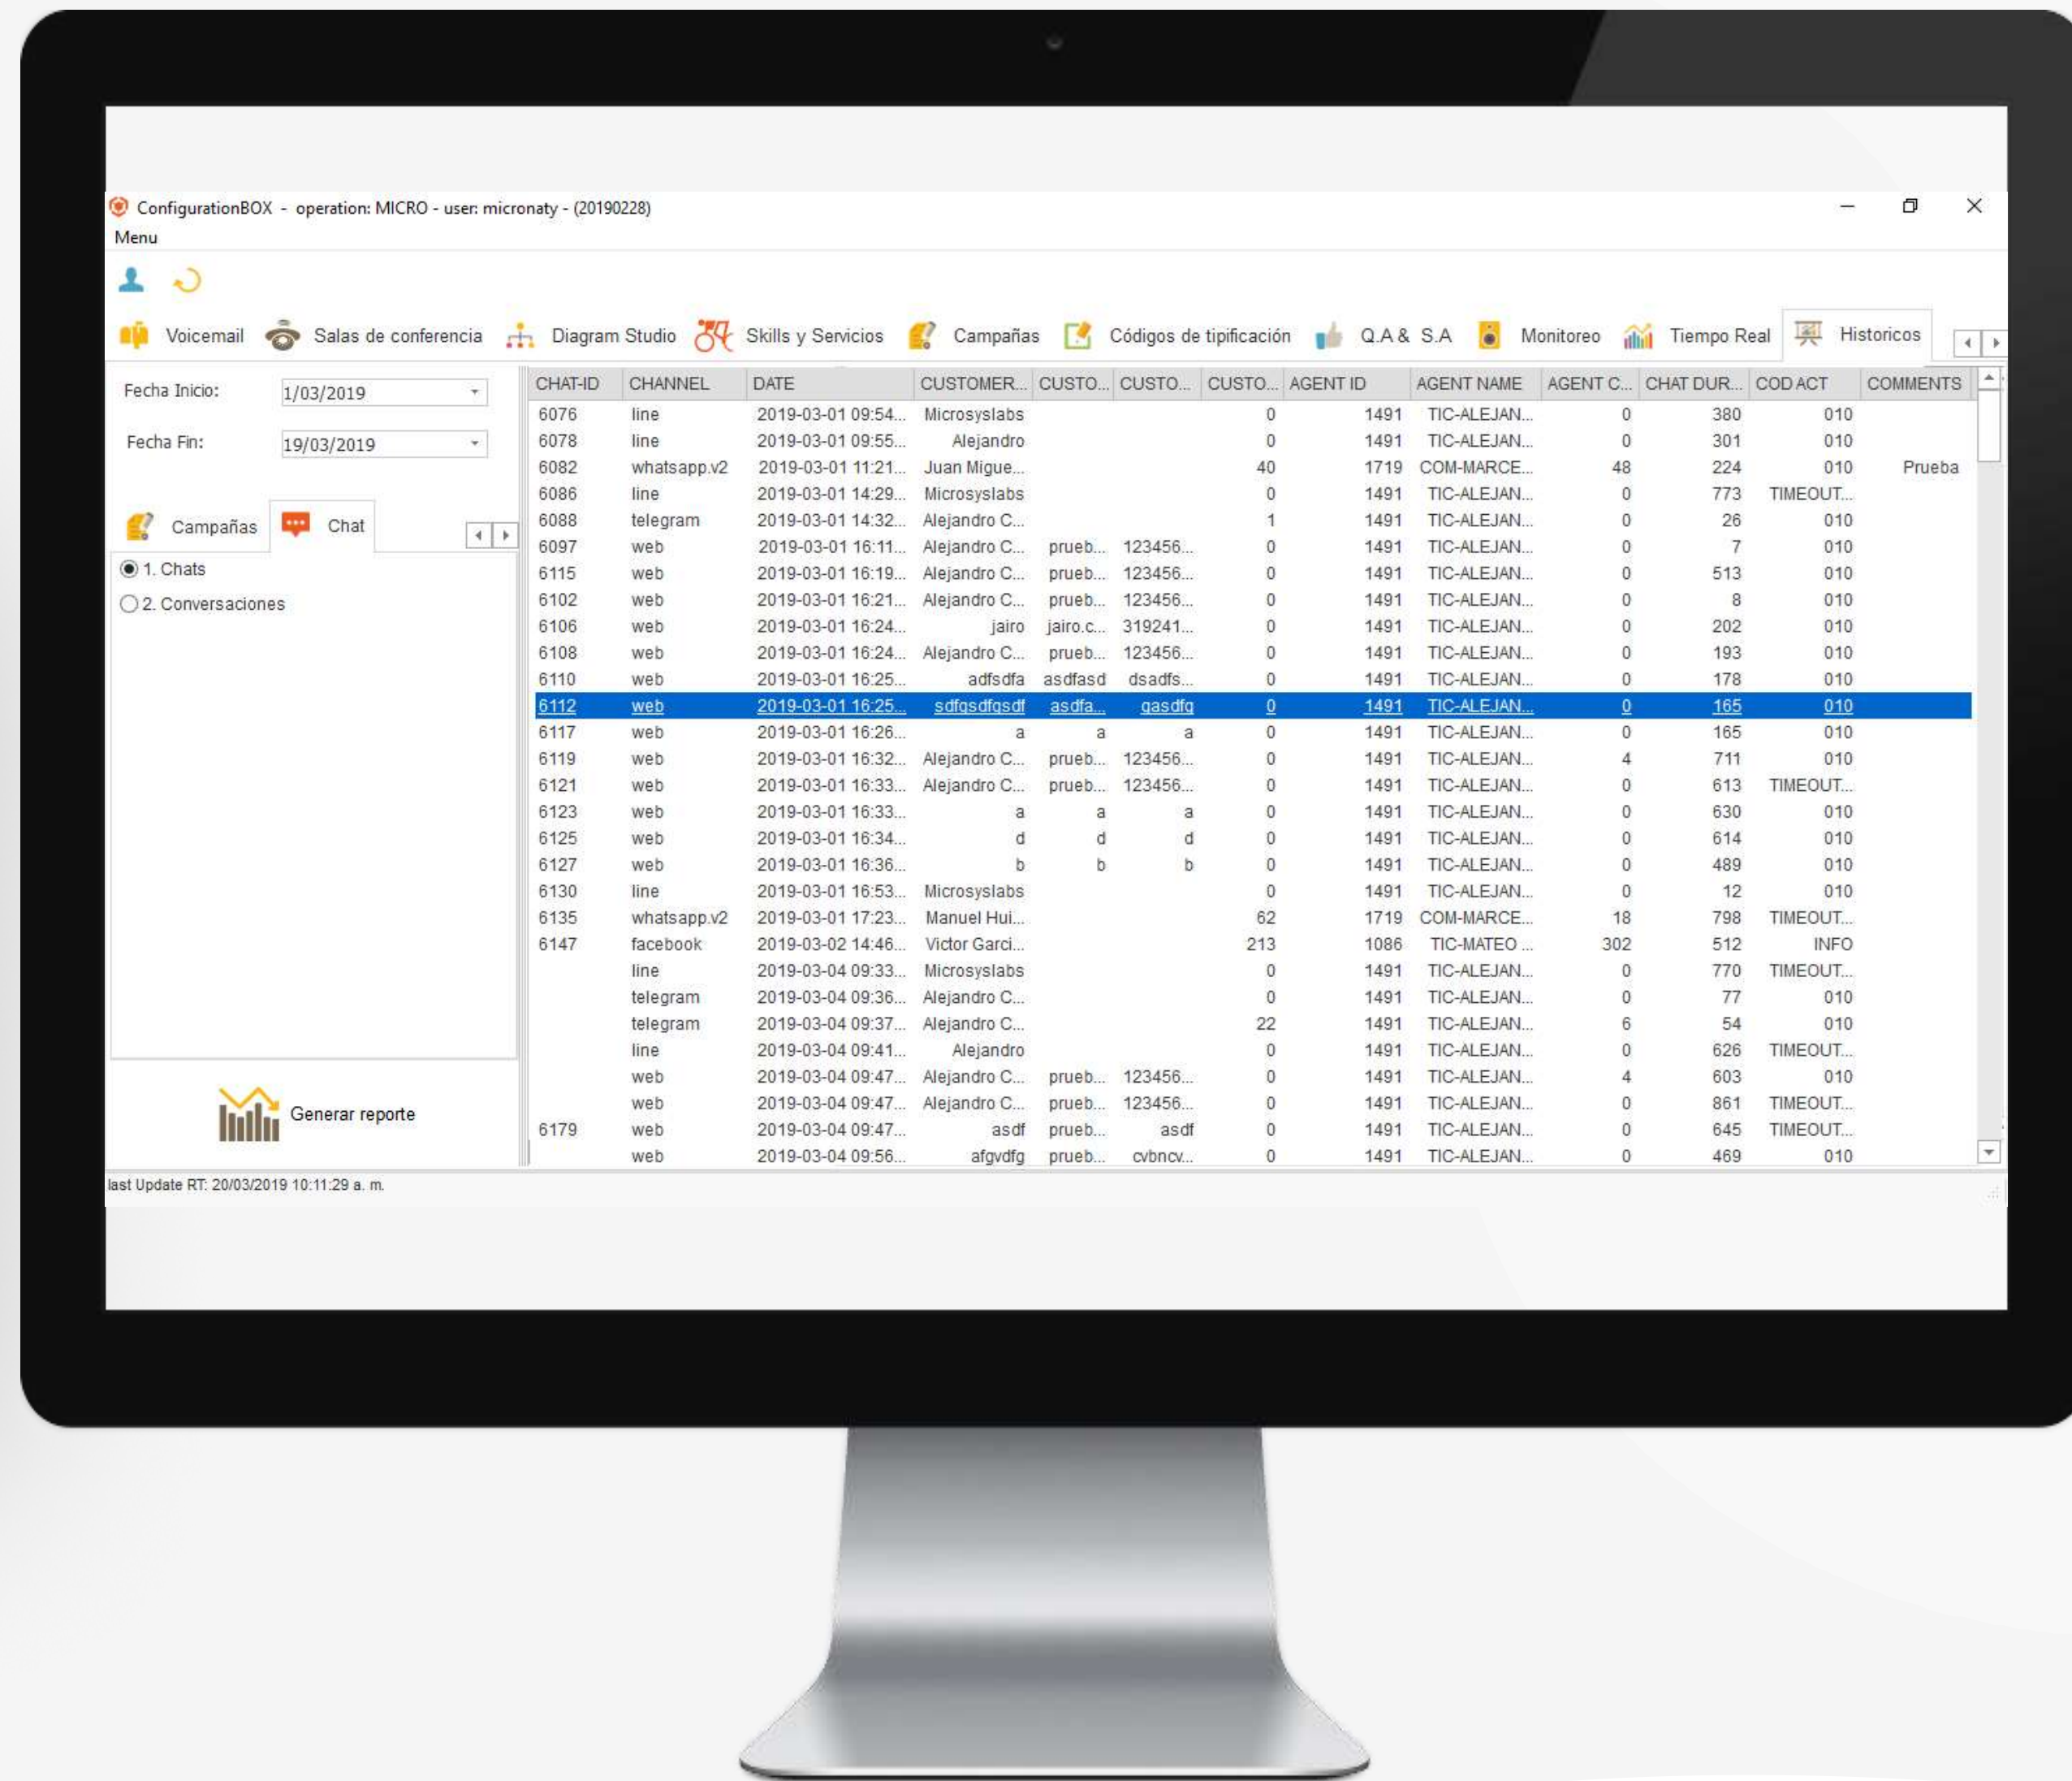 ConfigurationBOX - operation: MICRO - user: micronaty - (20190228)
Menu
Voicemail Salas de conferencia Diagram Studio Skills y Servicios Campañas Códigos de tipificación Q.A & S.A Monitoreo Tiempo Real Historicos
Fecha Inicio: 1/03/2019
Fecha Fin: 19/03/2019
Campañas Chat
1. Chats
2. Conversaciones
Generar reporte
CHAT-ID CHANNEL DATE CUSTOMER... CUSTO... CUSTO... CUSTO... AGENT ID AGENT NAME AGENT C... CHAT DUR... COD ACT COMMENTS
6076 line 2019-03-01 09:54... Microsyslabs 0 1491 TIC-ALEJAN... 0 380 010
6078 line 2019-03-01 09:55... Alejandro 0 1491 TIC-ALEJAN... 0 301 010
6082 whatsapp.v2 2019-03-01 11:21... Juan Migue... 40 1719 COM-MARCE... 48 224 010 Prueba
6086 line 2019-03-01 14:29... Microsyslabs 0 1491 TIC-ALEJAN... 0 773 TIMEOUT...
6088 telegram 2019-03-01 14:32... Alejandro C... 1 1491 TIC-ALEJAN... 0 26 010
6097 web 2019-03-01 16:11... Alejandro C... prueb... 123456... 0 1491 TIC-ALEJAN... 0 7 010
6115 web 2019-03-01 16:19... Alejandro C... prueb... 123456... 0 1491 TIC-ALEJAN... 0 513 010
6102 web 2019-03-01 16:21... Alejandro C... prueb... 123456... 0 1491 TIC-ALEJAN... 0 8 010
6106 web 2019-03-01 16:24... jairo jairo.c... 319241... 0 1491 TIC-ALEJAN... 0 202 010
6108 web 2019-03-01 16:24... Alejandro C... prueb... 123456... 0 1491 TIC-ALEJAN... 0 193 010
6110 web 2019-03-01 16:25... adfsdfa asdfasd dsadfs... 0 1491 TIC-ALEJAN... 0 178 010
6112 web 2019-03-01 16:25... sdfgsdfgsdf asdfa... gasdfg 0 1491 TIC-ALEJAN... 0 165 010
6117 web 2019-03-01 16:26... a a a 0 1491 TIC-ALEJAN... 0 165 010
6119 web 2019-03-01 16:32... Alejandro C... prueb... 123456... 0 1491 TIC-ALEJAN... 4 711 010
6121 web 2019-03-01 16:33... Alejandro C... prueb... 123456... 0 1491 TIC-ALEJAN... 0 613 TIMEOUT...
6123 web 2019-03-01 16:33... a a a 0 1491 TIC-ALEJAN... 0 630 010
6125 web 2019-03-01 16:34... d d d 0 1491 TIC-ALEJAN... 0 614 010
6127 web 2019-03-01 16:36... b b b 0 1491 TIC-ALEJAN... 0 489 010
6130 line 2019-03-01 16:53... Microsyslabs 0 1491 TIC-ALEJAN... 0 12 010
6135 whatsapp.v2 2019-03-01 17:23... Manuel Hui... 62 1719 COM-MARCE... 18 798 TIMEOUT...
6147 facebook 2019-03-02 14:46... Victor Garci... 213 1086 TIC-MATEO ... 302 512 INFO
line 2019-03-04 09:33... Microsyslabs 0 1491 TIC-ALEJAN... 0 770 TIMEOUT...
telegram 2019-03-04 09:36... Alejandro C... 0 1491 TIC-ALEJAN... 0 77 010
telegram 2019-03-04 09:37... Alejandro C... 22 1491 TIC-ALEJAN... 6 54 010
line 2019-03-04 09:41... Alejandro 0 1491 TIC-ALEJAN... 0 626 TIMEOUT...
web 2019-03-04 09:47... Alejandro C... prueb... 123456... 0 1491 TIC-ALEJAN... 4 603 010
web 2019-03-04 09:47... Alejandro C... prueb... 123456... 0 1491 TIC-ALEJAN... 0 861 TIMEOUT...
6179 web 2019-03-04 09:47... asdf prueb... asdf 0 1491 TIC-ALEJAN... 0 645 TIMEOUT...
web 2019-03-04 09:56... afgvdfg prueb... cvbncv... 0 1491 TIC-ALEJAN... 0 469 010
last Update RT: 20/03/2019 10:11:29 a. m.